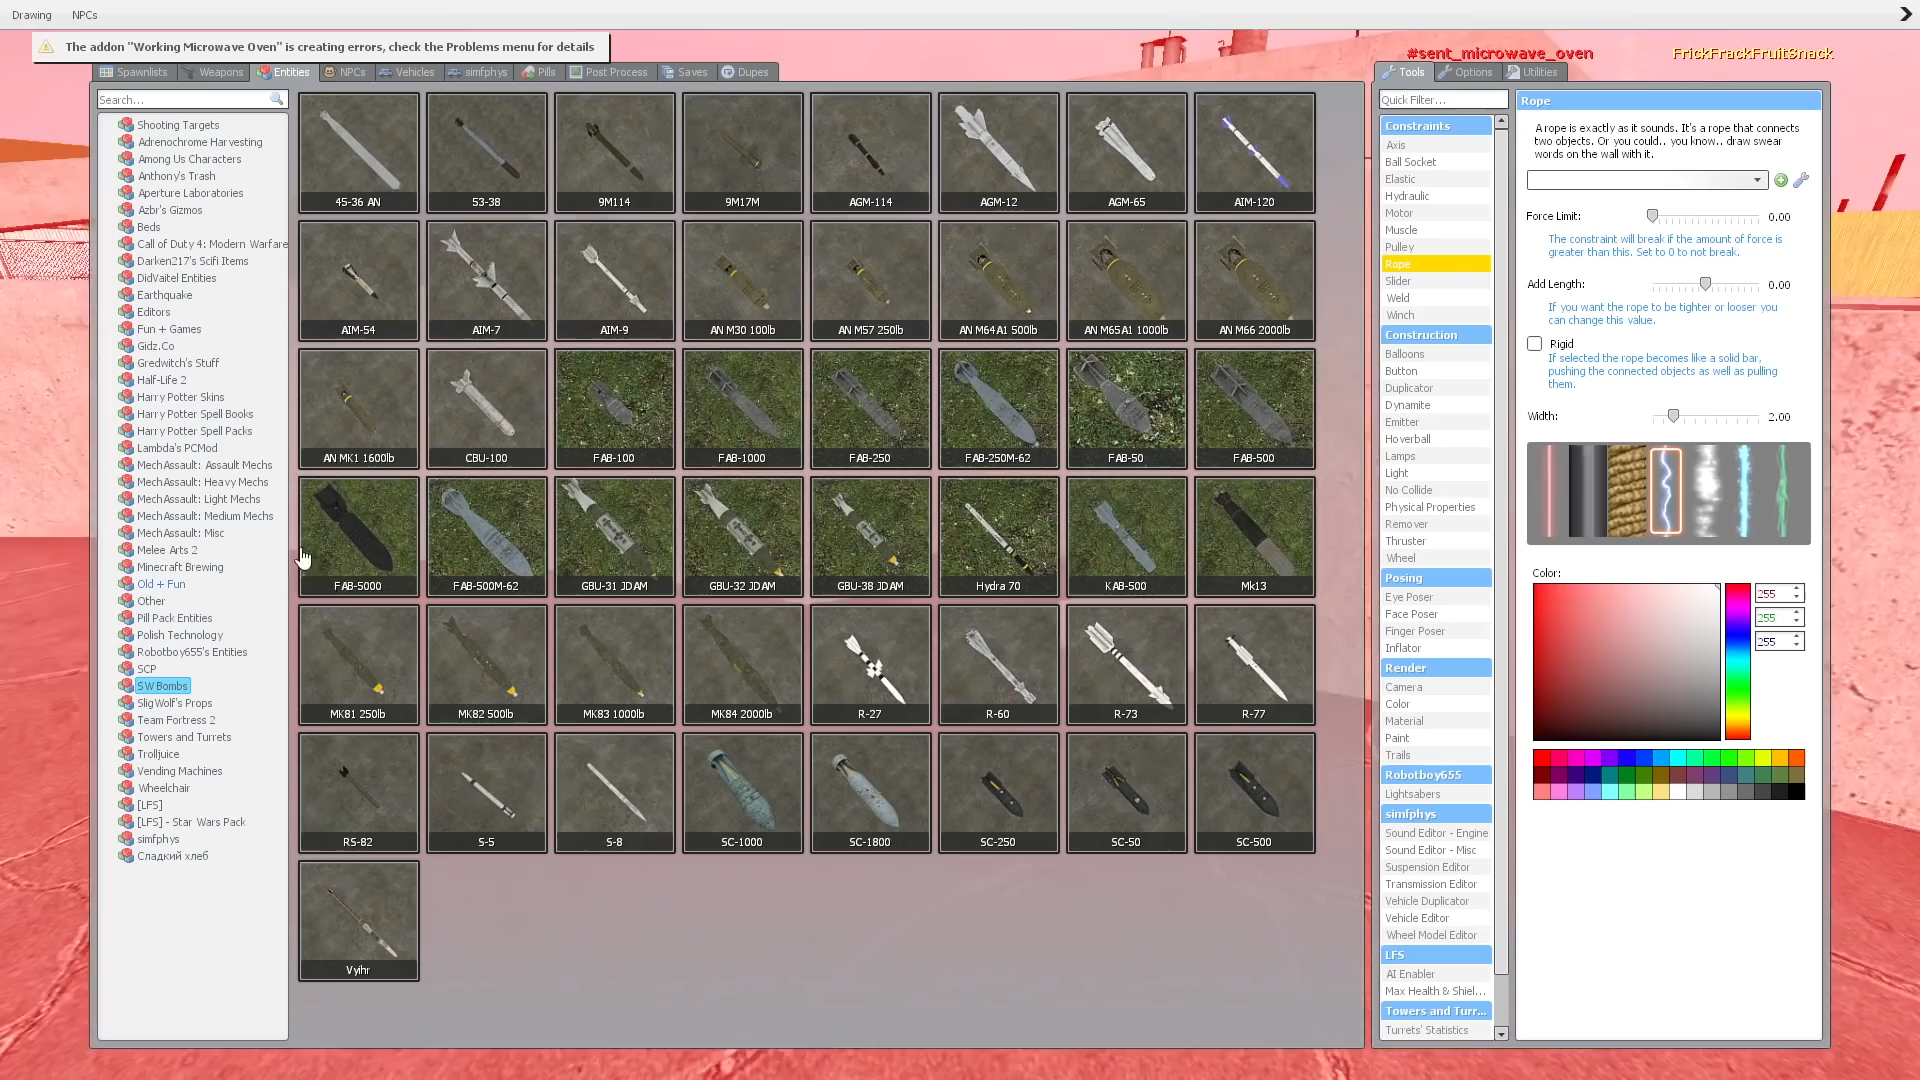 Drawing NPCs
The addon "Working Microwave Oven" is creating errors, check the Problems menu for details
#sent_microwave_oven FrickFrackFruitSnack
Spawnlists Weapons Entities NPCs Vehicles simfphys Pills Post Process Saves Dupes
Search...
Shooting Targets
Adrenochrome Harvesting
Among Us Characters
Anthony's Trash
Aperture Laboratories
Azbr's Gizmos
Beds
Call of Duty 4: Modern Warfare
Darken217's Scifi Items
DidVaitel Entities
Earthquake
Editors
Fun + Games
Gidz.Co
Gredwitch's Stuff
Half-Life 2
Harry Potter Skins
Harry Potter Spell Books
Harry Potter Spell Packs
Lambda's PCMod
MechAssault: Assault Mechs
MechAssault: Heavy Mechs
MechAssault: Light Mechs
MechAssault: Medium Mechs
MechAssault: Misc
Melee Arts 2
Minecraft Brewing
Old + Fun
Other
Pill Pack Entities
Polish Technology
Robotboy655's Entities
SCP
SW Bombs
SligWolf's Props
Team Fortress 2
Towers and Turrets
Trolljuice
Vending Machines
Wheelchair
[LFS]
[LFS] - Star Wars Pack
simfphys
Сладкий хлеб
45-36 AN 53-38 9M114 9M17M AGM-114 AGM-12 AGM-65 AIM-120
AIM-54 AIM-7 AIM-9 AN M30 100lb AN M57 250lb AN M64A1 500lb AN M65A1 1000lb AN M66 2000lb
AN MK1 1600lb CBU-100 FAB-100 FAB-1000 FAB-250 FAB-250M-62 FAB-50 FAB-500
FAB-5000 FAB-500M-62 GBU-31 JDAM GBU-32 JDAM GBU-38 JDAM Hydra 70 KAB-500 Mk13
MK81 250lb MK82 500lb MK83 1000lb MK84 2000lb R-27 R-60 R-73 R-77
RS-82 S-5 S-8 SC-1000 SC-1800 SC-250 SC-50 SC-500
Vyihr
Tools Options Utilities
Quick Filter...
Constraints
Axis
Ball Socket
Elastic
Hydraulic
Motor
Muscle
Pulley
Rope
Slider
Weld
Winch
Construction
Balloons
Button
Duplicator
Dynamite
Emitter
Hoverball
Lamps
Light
No Collide
Physical Properties
Remover
Thruster
Wheel
Posing
Eye Poser
Face Poser
Finger Poser
Inflator
Render
Camera
Color
Material
Paint
Trails
Robotboy655
Lightsabers
simfphys
Sound Editor - Engine
Sound Editor - Misc
Suspension Editor
Transmission Editor
Vehicle Duplicator
Vehicle Editor
Wheel Model Editor
LFS
AI Enabler
Max Health & Shiel...
Towers and Turr...
Turrets' Statistics
Rope
A rope is exactly as it sounds. It's a rope that connects
two objects. Or you could.. you know.. draw swear
words on the wall with it.
Force Limit: 0.00
The constraint will break if the amount of force is
greater than this. Set to 0 to not break.
Add Length: 0.00
If you want the rope to be tighter or looser you
can change this value.
Rigid
If selected the rope becomes like a solid bar,
pushing the connected objects as well as pulling
them.
Width: 2.00
Color:
255
255
255